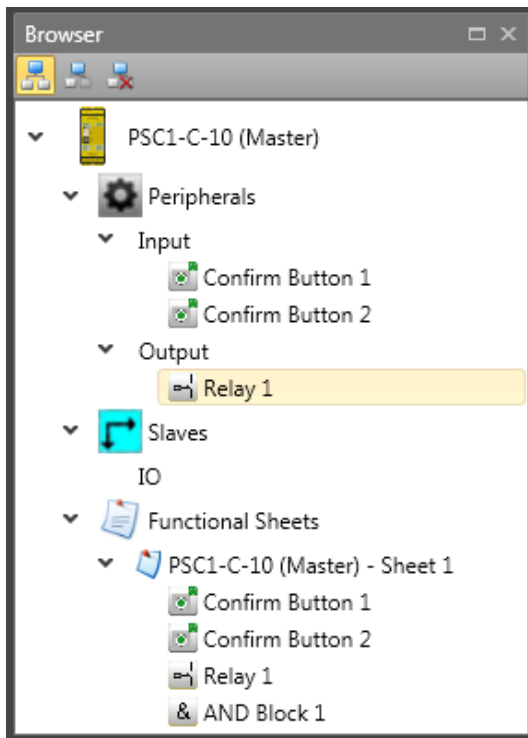 Browser
PSC1-C-10 (Master)
Peripherals
Input
Confirm Button 1
Confirm Button 2
Output
Relay 1
Slaves
IO
Functional Sheets
PSC1-C-10 (Master) - Sheet 1
Confirm Button 1
Confirm Button 2
Relay 1
& AND Block 1